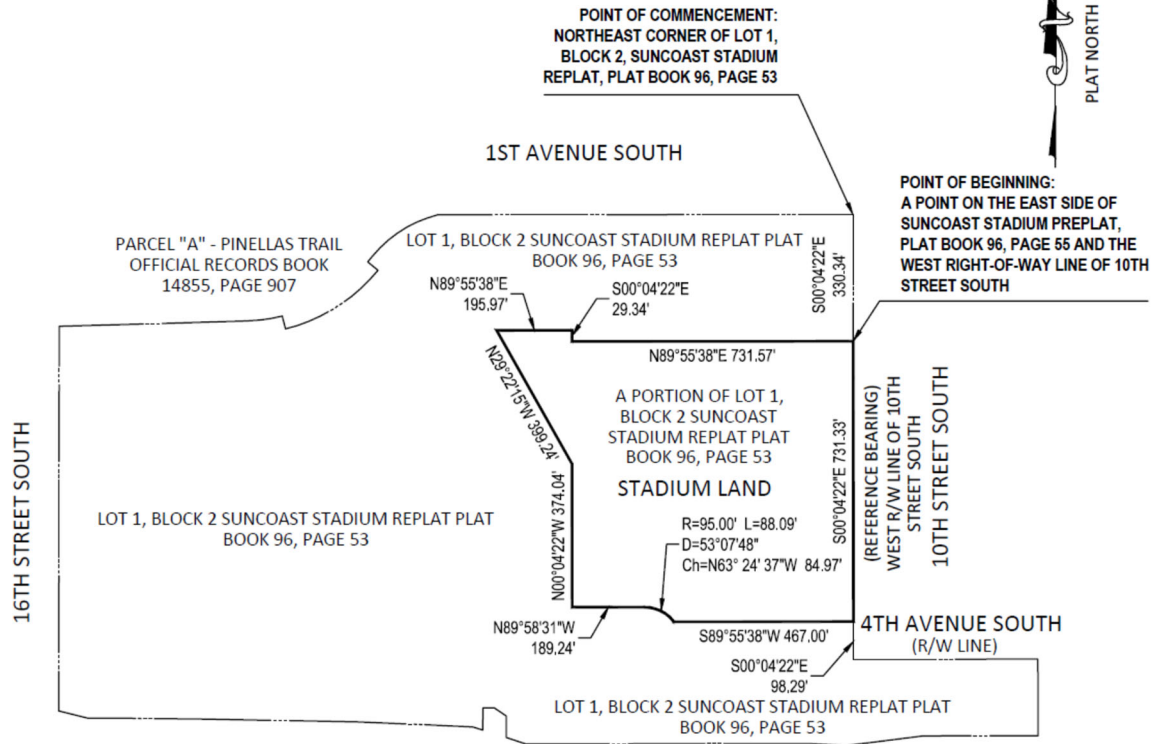 POINT OF COMMENCEMENT:
NORTHEAST CORNER OF LOT 1,
BLOCK 2, SUNCOAST STADIUM
REPLAT, PLAT BOOK 96, PAGE 53
PLAT NORTH
1ST AVENUE SOUTH
POINT OF BEGINNING:
A POINT ON THE EAST SIDE OF
SUNCOAST STADIUM PREPLAT,
PLAT BOOK 96, PAGE 55 AND THE
WEST RIGHT-OF-WAY LINE OF 10TH
STREET SOUTH
PARCEL "A" - PINELLAS TRAIL
OFFICIAL RECORDS BOOK
14855, PAGE 907
LOT 1, BLOCK 2 SUNCOAST STADIUM REPLAT PLAT
BOOK 96, PAGE 53
S00°04'22"E
330.34'
N89°55'38"E
195.97'
S00°04'22"E
29.34'
N89°55'38"E 731.57'
N29°22'15"W 399.24'
A PORTION OF LOT 1,
BLOCK 2 SUNCOAST
STADIUM REPLAT PLAT
BOOK 96, PAGE 53
STADIUM LAND
S00°04'22"E 731.33'
(REFERENCE BEARING)
WEST R/W LINE OF 10TH
STREET SOUTH
10TH STREET SOUTH
16TH STREET SOUTH
LOT 1, BLOCK 2 SUNCOAST STADIUM REPLAT PLAT
BOOK 96, PAGE 53
N00°04'22"W 374.04'
R=95.00' L=88.09'
D=53°07'48"
Ch=N63° 24' 37"W 84.97'
N89°58'31"W
189.24'
S89°55'38"W 467.00'
4TH AVENUE SOUTH
(R/W LINE)
S00°04'22"E
98.29'
LOT 1, BLOCK 2 SUNCOAST STADIUM REPLAT PLAT
BOOK 96, PAGE 53